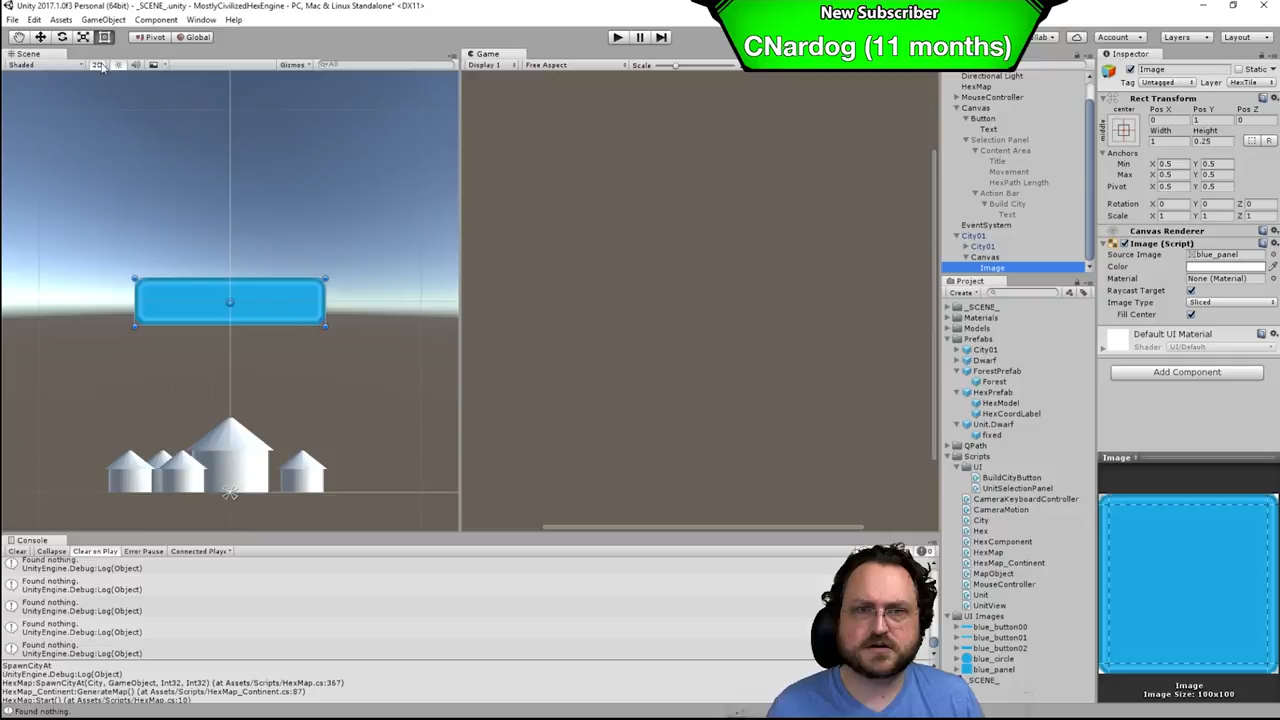 Unity 2017.1.0f3 Personal (64bit) - _SCENE_.unity - MostlyCivilizedHexEngine - PC, Mac & Linux Standalone* <DX11>
New Subscriber
CNardog (11 months)
File Edit Assets GameObject Component Window Help
Pivot Global
Account Layers Layout
Scene
Shaded 2D Gizmos All
Game
Display 1 Free Aspect Scale
Directional Light
HexMap
MouseController
Canvas
Button
Text
Selection Panel
Content Area
Title
Movement
HexPath Length
Action Bar
Build City
Text
EventSystem
City01
City01
Canvas
Image
Project
Create
_SCENE_
Materials
Models
Prefabs
City01
Dwarf
ForestPrefab
Forest
HexPrefab
HexModel
HexCoordLabel
Unit.Dwarf
fixed
QPath
Scripts
UI
BuildCityButton
UnitSelectionPanel
CameraKeyboardController
CameraMotion
City
Hex
HexComponent
HexMap
HexMap_Continent
MapObject
MouseController
Unit
UnitView
UI Images
blue_button00
blue_button01
blue_button02
blue_circle
blue_panel
_SCENE_
Inspector
Image Static
Tag Untagged Layer HexTile
Rect Transform
center Pos X Pos Y Pos Z
0 1 0
middle Width Height
1 0.25 R
Anchors
Min X 0.5 Y 0.5
Max X 0.5 Y 0.5
Pivot X 0.5 Y 0.5
Rotation X 0 Y 0 Z 0
Scale X 1 Y 1 Z 1
Canvas Renderer
Image (Script)
Source Image blue_panel
Color
Material None (Material)
Raycast Target
Image Type Sliced
Fill Center
Default UI Material
Shader UI/Default
Add Component
Image
Image
Image Size: 100x100
Console
Clear Collapse Clear on Play Error Pause Connected Player 0
Found nothing.
UnityEngine.Debug:Log(Object)
Found nothing.
UnityEngine.Debug:Log(Object)
Found nothing.
UnityEngine.Debug:Log(Object)
Found nothing.
UnityEngine.Debug:Log(Object)
Found nothing.
UnityEngine.Debug:Log(Object)
SpawnCityAt
UnityEngine.Debug:Log(Object)
HexMap:SpawnCityAt(City, GameObject, Int32, Int32) (at Assets/Scripts/HexMap.cs:367)
HexMap_Continent:GenerateMap() (at Assets/Scripts/HexMap_Continent.cs:87)
HexMap:Start() (at Assets/Scripts/HexMap.cs:10)
Found nothing.